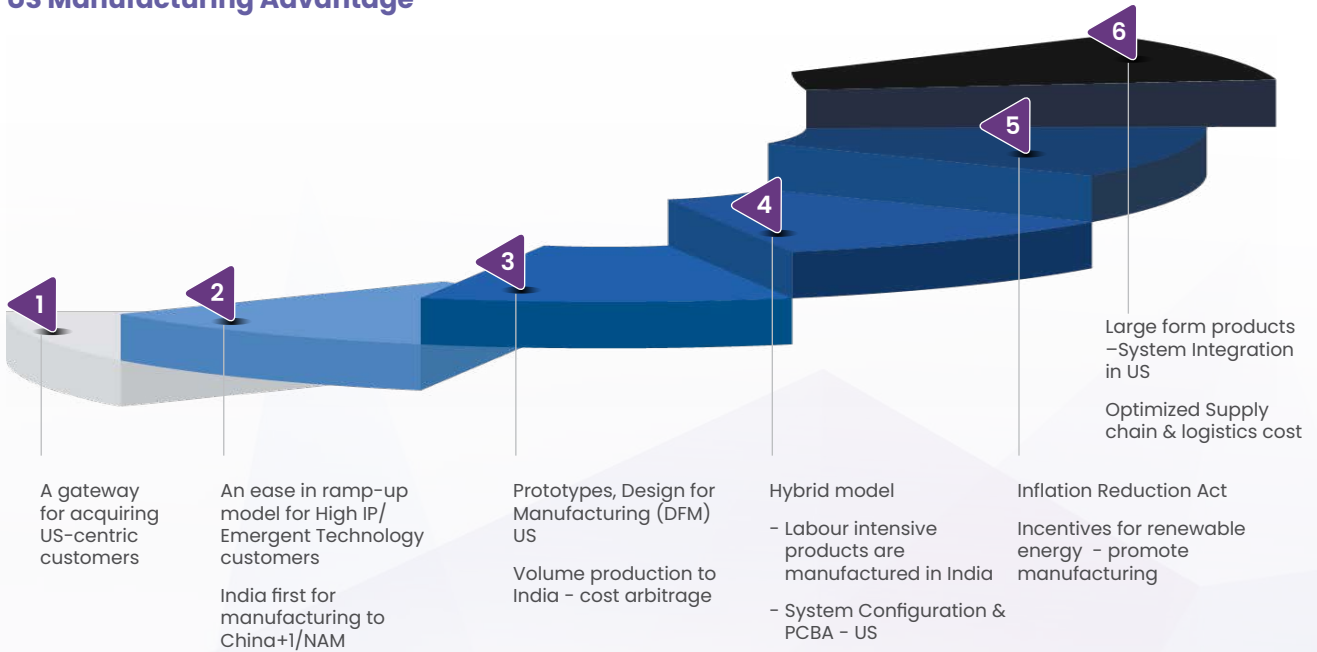 US Manufacturing Advantage
1
A gateway
for acquiring
US-centric
customers
2
An ease in ramp-up
model for High IP/
Emergent Technology
customers
India first for
manufacturing to
China+1/NAM
3
Prototypes, Design for
Manufacturing (DFM)
US
Volume production to
India - cost arbitrage
4
Hybrid model
- Labour intensive
products are
manufactured in India
- System Configuration &
PCBA - US
5
Inflation Reduction Act
Incentives for renewable
energy - promote
manufacturing
6
Large form products
–System Integration
in US
Optimized Supply
chain & logistics cost